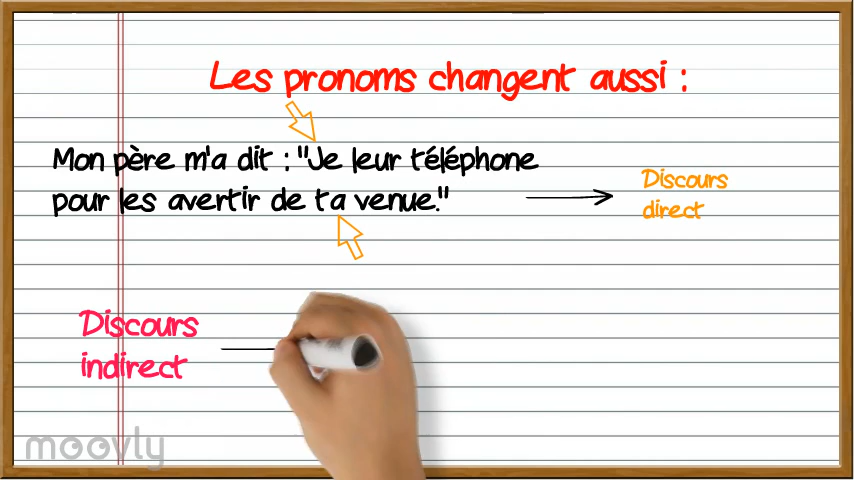 Les pronoms changent aussi :
Mon père m'a dit : "Je leur téléphone
pour les avertir de ta venue."
Discours
direct
Discours
indirect
moovly